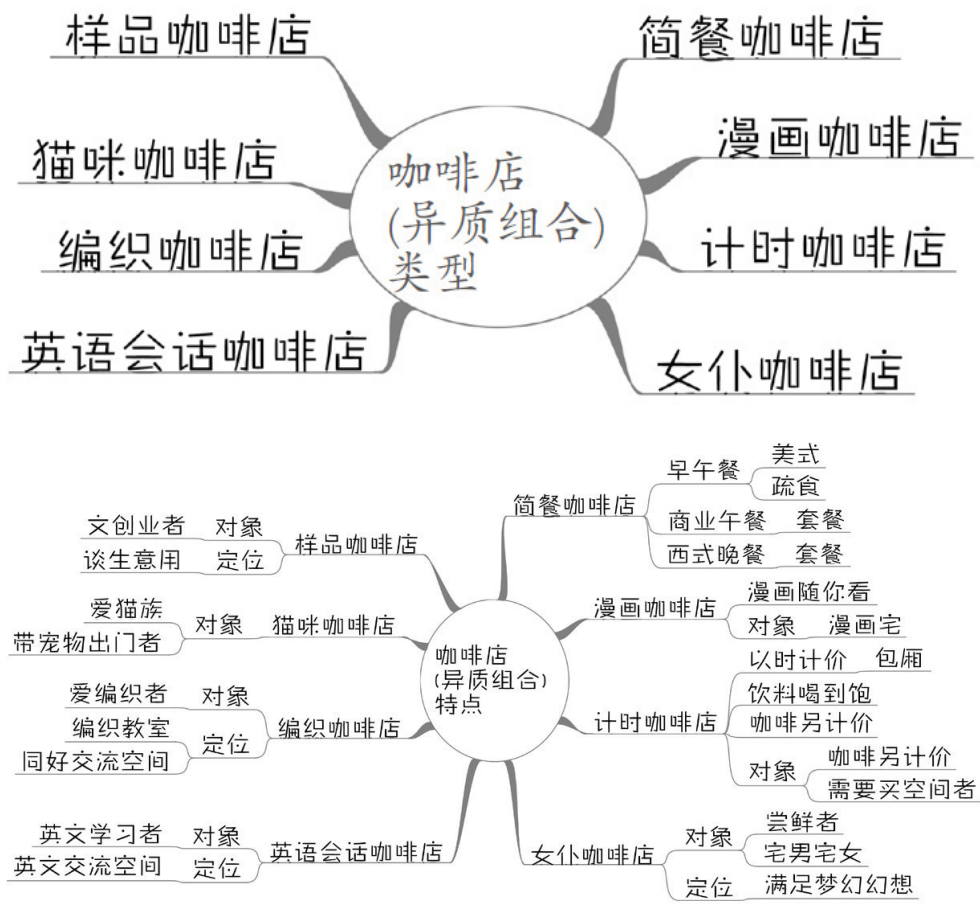 样品咖啡店
猫咪咖啡店
编织咖啡店
英语会话咖啡店
咖啡店
(异质组合)
类型
简餐咖啡店
漫画咖啡店
计时咖啡店
女仆咖啡店
文创业者 对象
谈生意用 定位
样品咖啡店
爱猫族
带宠物出门者
对象
猫咪咖啡店
爱编织者 对象
编织教室
同好交流空间
定位
编织咖啡店
英文学习者 对象
英文交流空间 定位
英语会话咖啡店
咖啡店
(异质组合)
特点
简餐咖啡店
早午餐
美式
疏食
商业午餐 套餐
西式晚餐 套餐
漫画咖啡店
漫画随你看
对象 漫画宅
计时咖啡店
以时计价 包厢
饮料喝到饱
咖啡另计价
对象
咖啡另计价
需要买空间者
女仆咖啡店
对象
尝鲜者
宅男宅女
定位 满足梦幻幻想